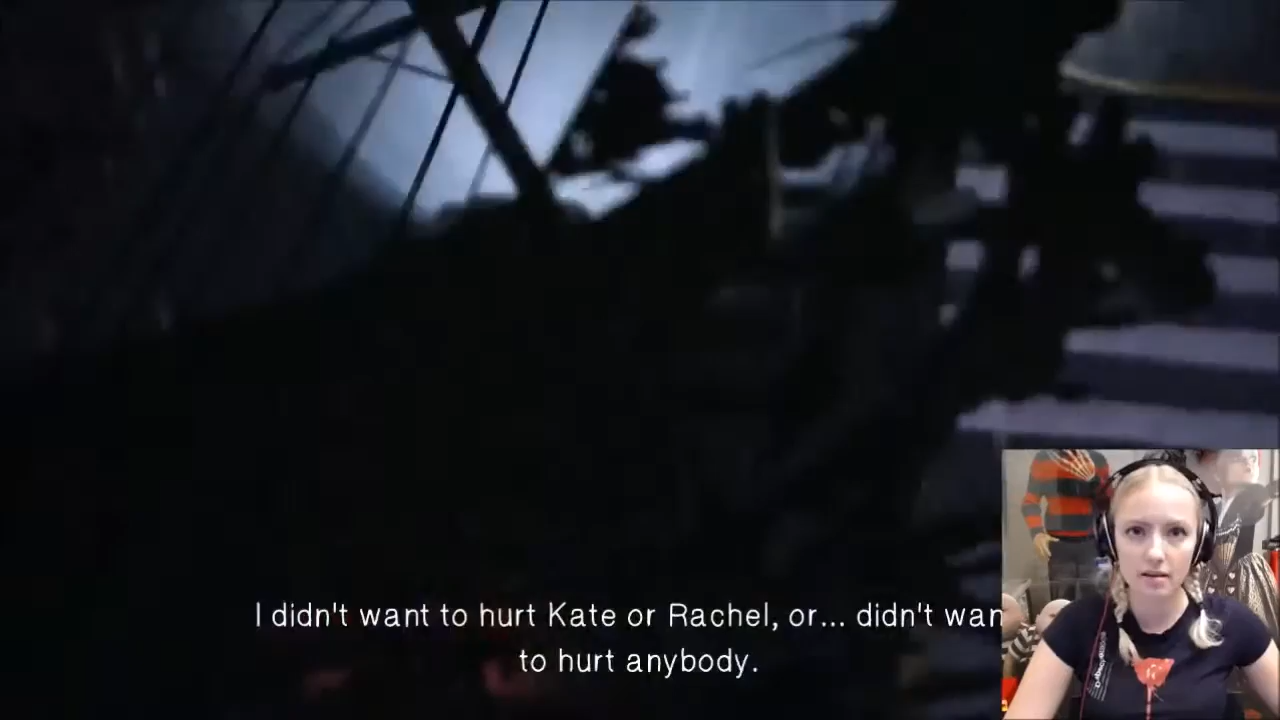 I didn't want to hurt Kate or Rachel, or... didn't wan
to hurt anybody.